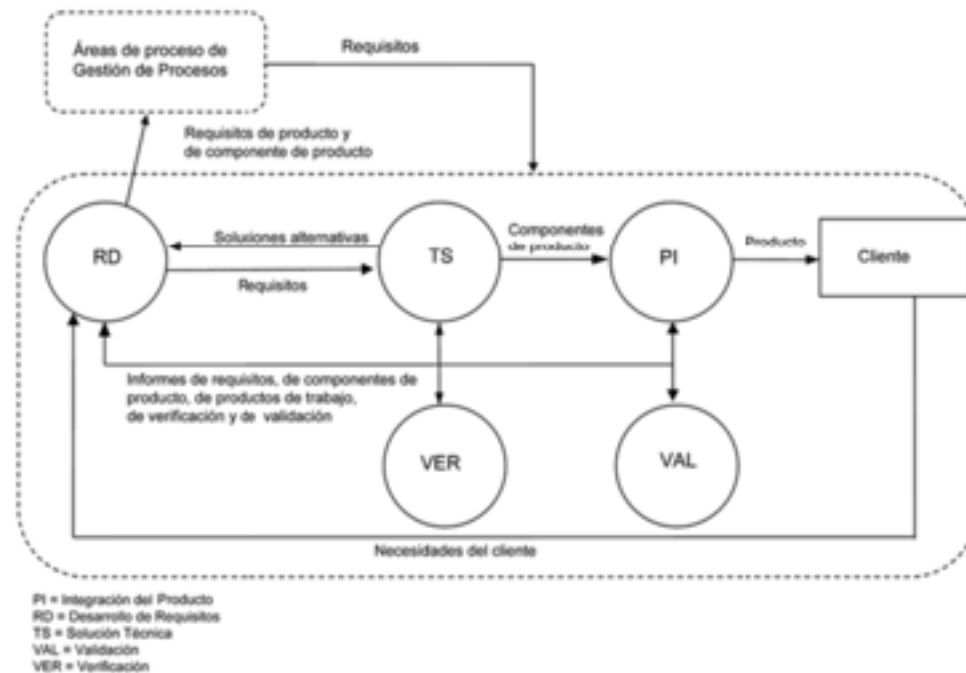 Áreas de proceso de
Gestión de Procesos
Requisitos
Requisitos de producto y
de componente de producto
RD
Soluciones alternativas
Requisitos
TS
Componentes
de producto
PI
Producto
Cliente
Informes de requisitos, de componentes de
producto, de productos de trabajo,
de verificación y de validación
VER
VAL
Necesidades del cliente
PI = Integración del Producto
RD = Desarrollo de Requisitos
TS = Solución Técnica
VAL = Validación
VER = Verificación